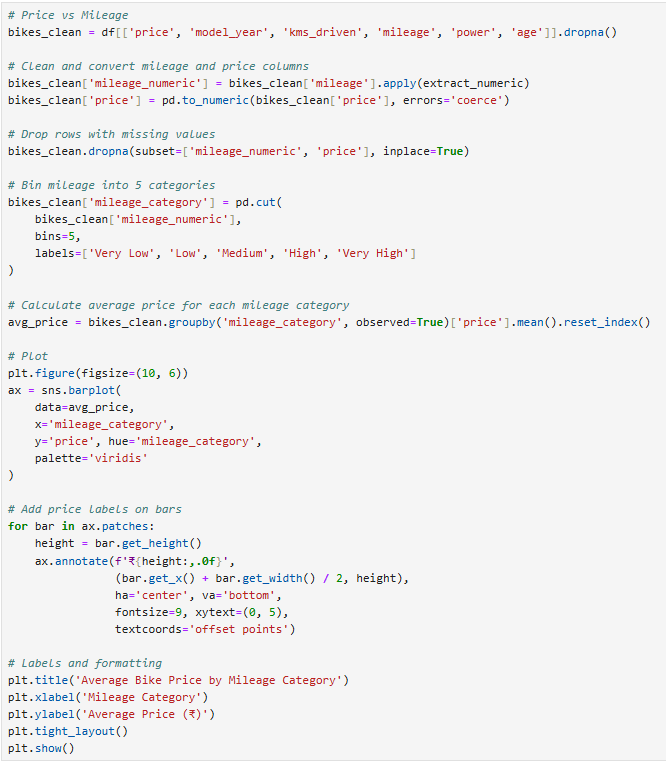 # Price vs Mileage
bikes_clean = df[['price', 'model_year', 'kms_driven', 'mileage', 'power', 'age']].dropna()

# Clean and convert mileage and price columns
bikes_clean['mileage_numeric'] = bikes_clean['mileage'].apply(extract_numeric)
bikes_clean['price'] = pd.to_numeric(bikes_clean['price'], errors='coerce')

# Drop rows with missing values
bikes_clean.dropna(subset=['mileage_numeric', 'price'], inplace=True)

# Bin mileage into 5 categories
bikes_clean['mileage_category'] = pd.cut(
    bikes_clean['mileage_numeric'],
    bins=5,
    labels=['Very Low', 'Low', 'Medium', 'High', 'Very High']
)

# Calculate average price for each mileage category
avg_price = bikes_clean.groupby('mileage_category', observed=True)['price'].mean().reset_index()

# Plot
plt.figure(figsize=(10, 6))
ax = sns.barplot(
    data=avg_price,
    x='mileage_category',
    y='price', hue='mileage_category',
    palette='viridis'
)

# Add price labels on bars
for bar in ax.patches:
    height = bar.get_height()
    ax.annotate(f'₹{height:,.0f}',
                (bar.get_x() + bar.get_width() / 2, height),
                ha='center', va='bottom',
                fontsize=9, xytext=(0, 5),
                textcoords='offset points')

# Labels and formatting
plt.title('Average Bike Price by Mileage Category')
plt.xlabel('Mileage Category')
plt.ylabel('Average Price (₹)')
plt.tight_layout()
plt.show()